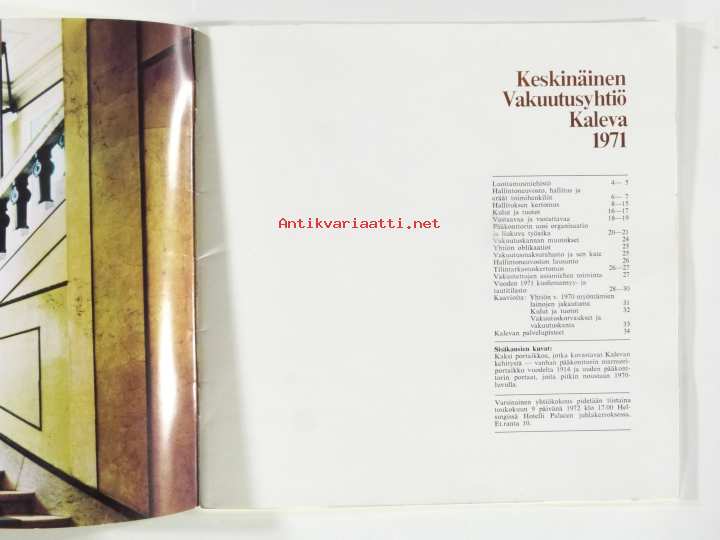 Keskinäinen
Vakuutusyhtiö
Kaleva
1971
Luottamusmiehistö 4— 5
Hallintoneuvosto, hallitus ja
eräät toimihenkilöt 6— 7
Hallituksen kertomus 8—15
Kulut ja tuotot 16—17
Vastaavaa ja vastattavaa 18—19
Pääkonttorin uusi organisaatio
ja liukuva työaika 20—21
Vakuutuskannan muutokset 24
Yhtiön obligaatiot 25
Vakuutusmaksurahasto ja sen kate 25
Hallintoneuvoston lausunto 26
Tilintarkastuskertomus 26—27
Vakuutettujen asiamiehen toiminta 27
Vuoden 1971 kuolemansyy- ja
tautitilasto 28—30
Kaavioita: Yhtiön v. 1970 myöntämien
lainojen jakautuma 31
Kulut ja tuotot 32
Vakuutuskorvaukset ja
vakuutuskanta 33
Kalevan palvelupisteet 34
Sisäkansien kuvat:
Kaksi portaikkoa, jotka kuvastavat Kalevan
kehitystä — vanhan pääkonttorin marmori-
portaikko vuodelta 1914 ja uuden pääkont-
torin portaat, joita pitkin noustaan 1970-
luvulla.
Varsinainen yhtiökokous pidetään tiistaina
toukokuun 9 päivänä 1972 klo 17.00 Hel-
singissä Hotelli Palacen juhlakerroksessa,
Et.ranta 10.
Antikvariaatti.net